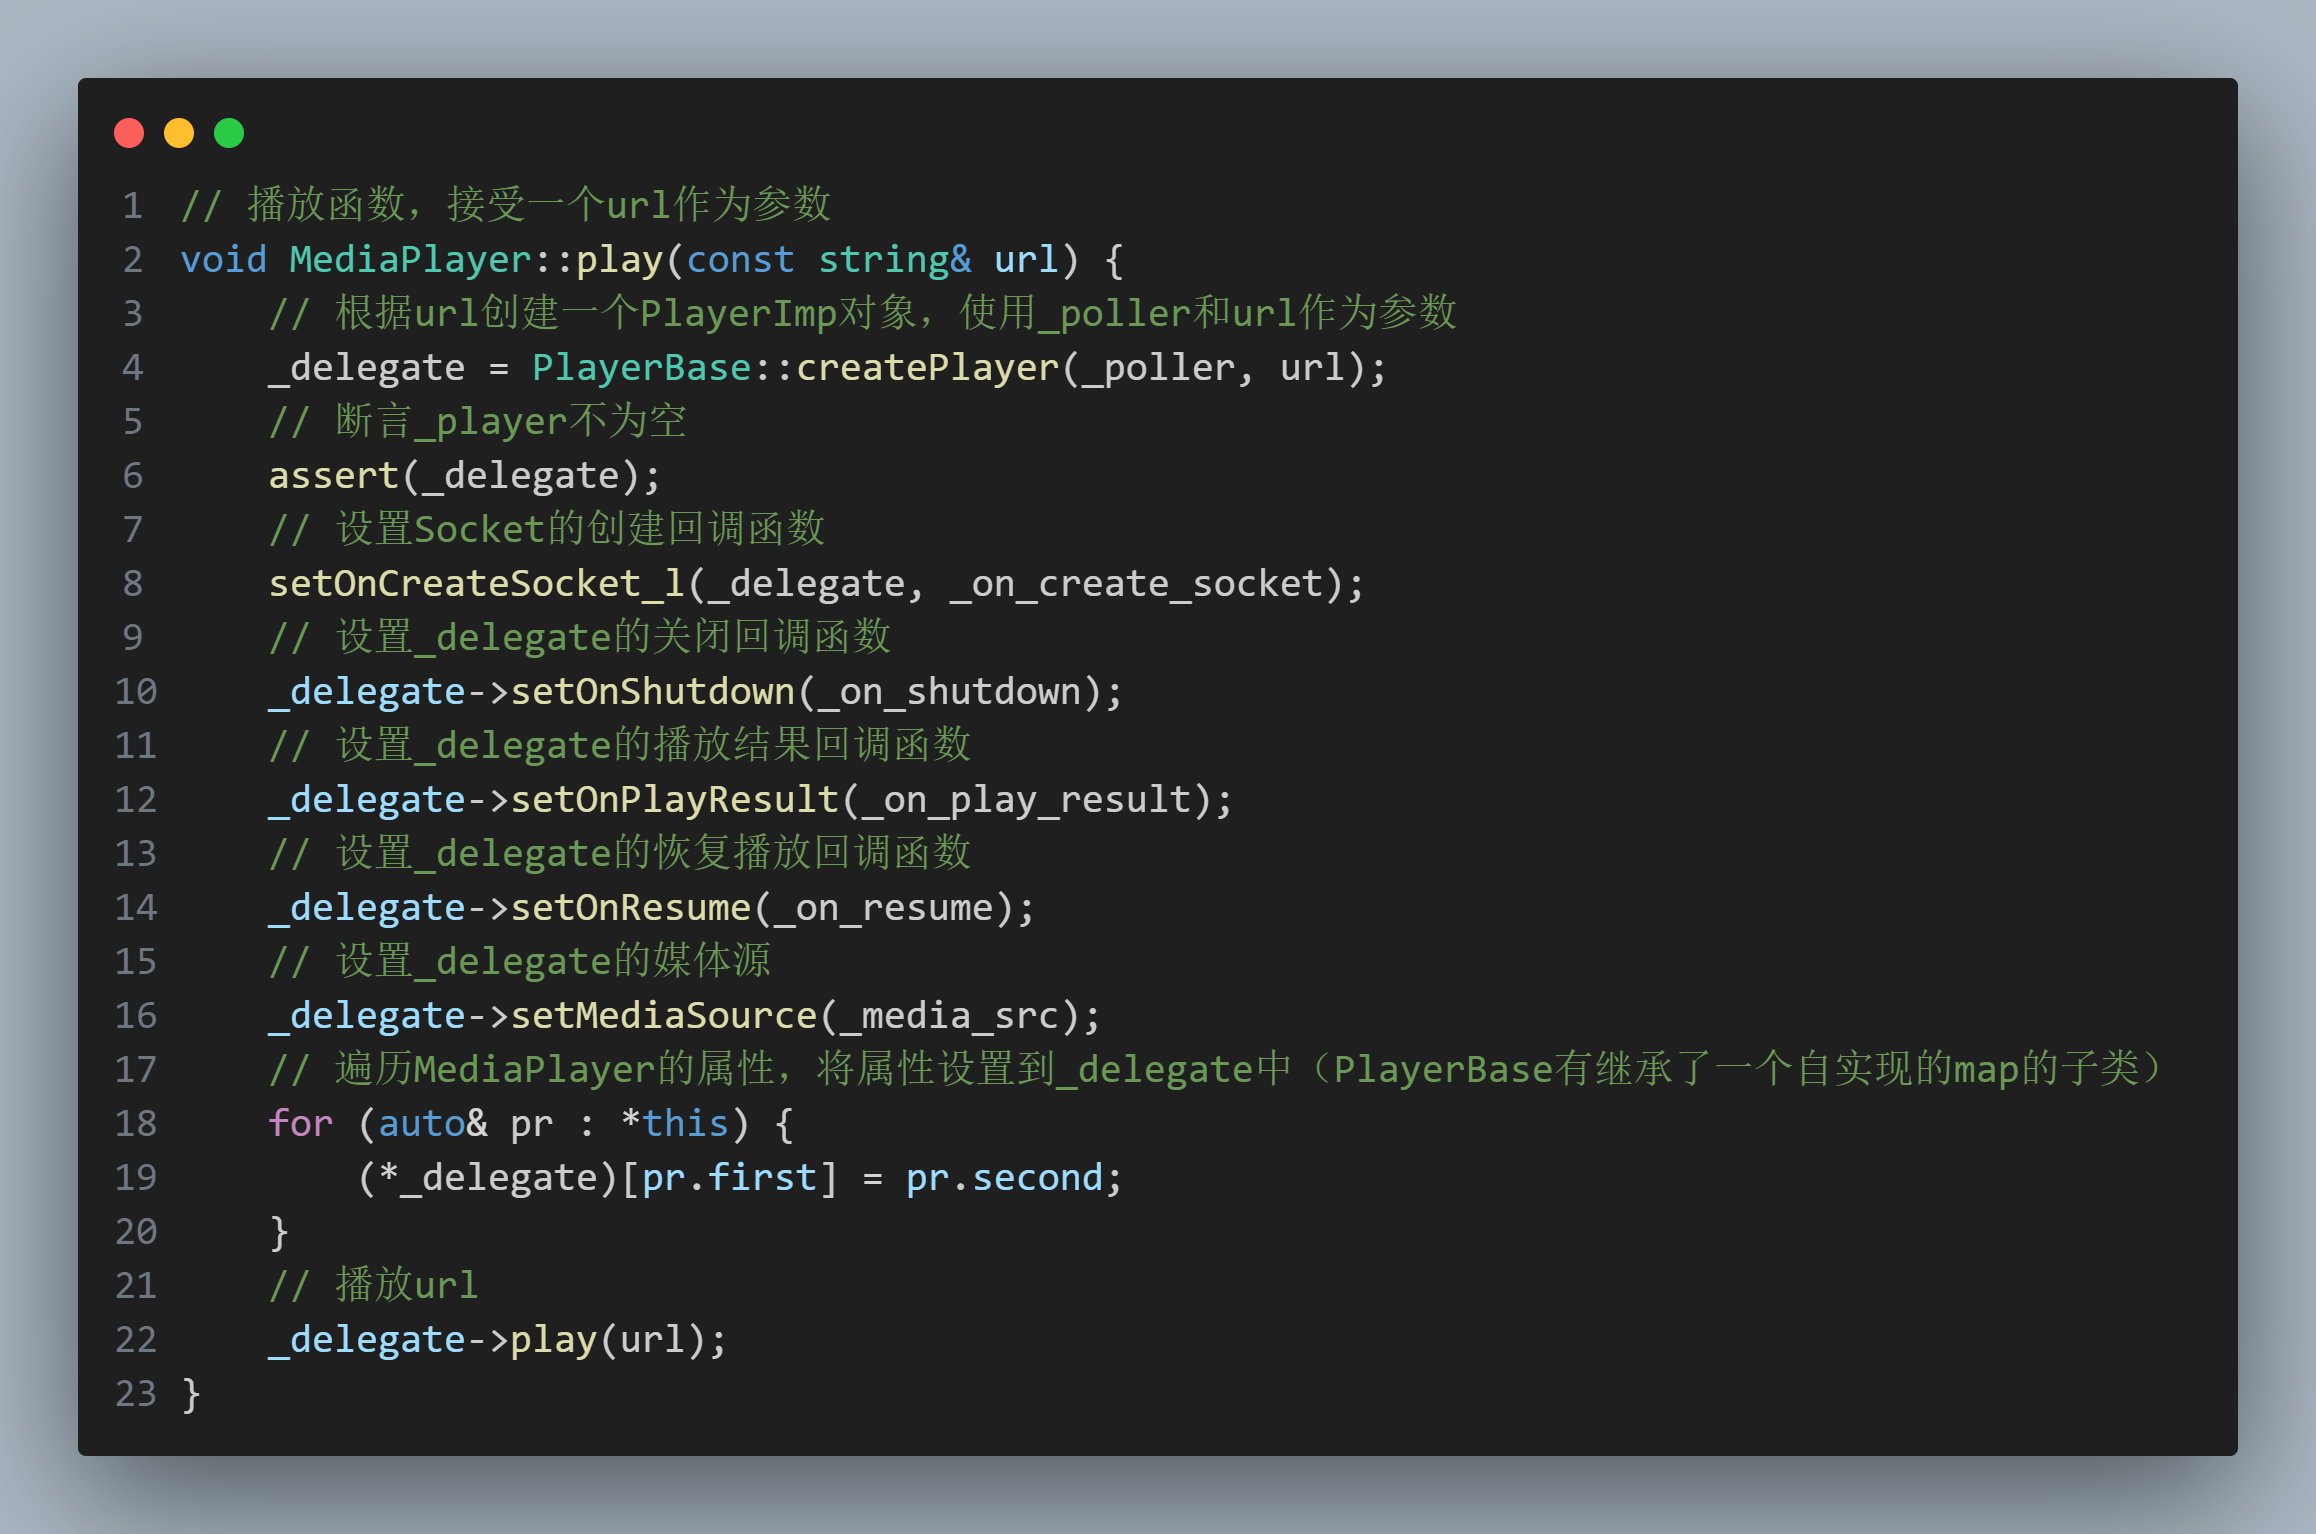 1 // 播放函数，接受一个url作为参数
2 void MediaPlayer::play(const string& url) {
3     // 根据url创建一个PlayerImp对象，使用_poller和url作为参数
4     _delegate = PlayerBase::createPlayer(_poller, url);
5     // 断言_player不为空
6     assert(_delegate);
7     // 设置Socket的创建回调函数
8     setOnCreateSocket_l(_delegate, _on_create_socket);
9     // 设置_delegate的关闭回调函数
10     _delegate->setOnShutdown(_on_shutdown);
11     // 设置_delegate的播放结果回调函数
12     _delegate->setOnPlayResult(_on_play_result);
13     // 设置_delegate的恢复播放回调函数
14     _delegate->setOnResume(_on_resume);
15     // 设置_delegate的媒体源
16     _delegate->setMediaSource(_media_src);
17     // 遍历MediaPlayer的属性，将属性设置到_delegate中（PlayerBase有继承了一个自实现的map的子类）
18     for (auto& pr : *this) {
19         (*_delegate)[pr.first] = pr.second;
20     }
21     // 播放url
22     _delegate->play(url);
23 }